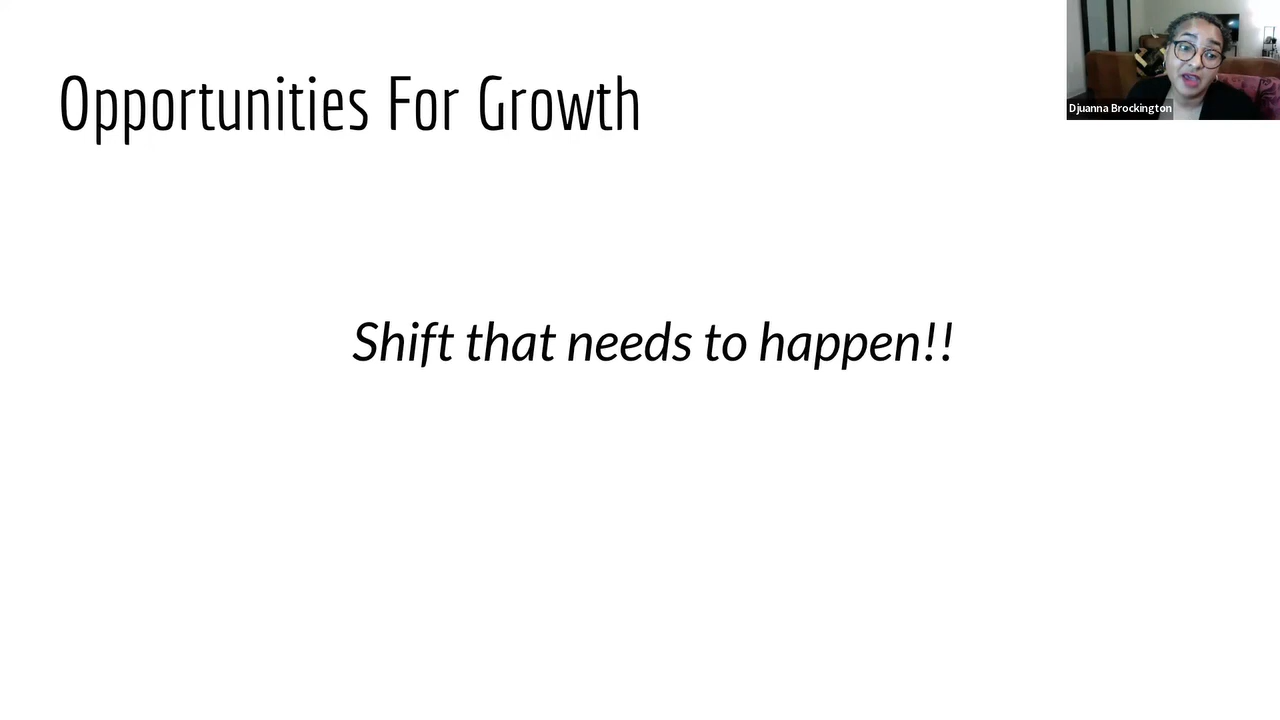 Opportunities For Growth
Djuanna Brockington
Shift that needs to happen!!